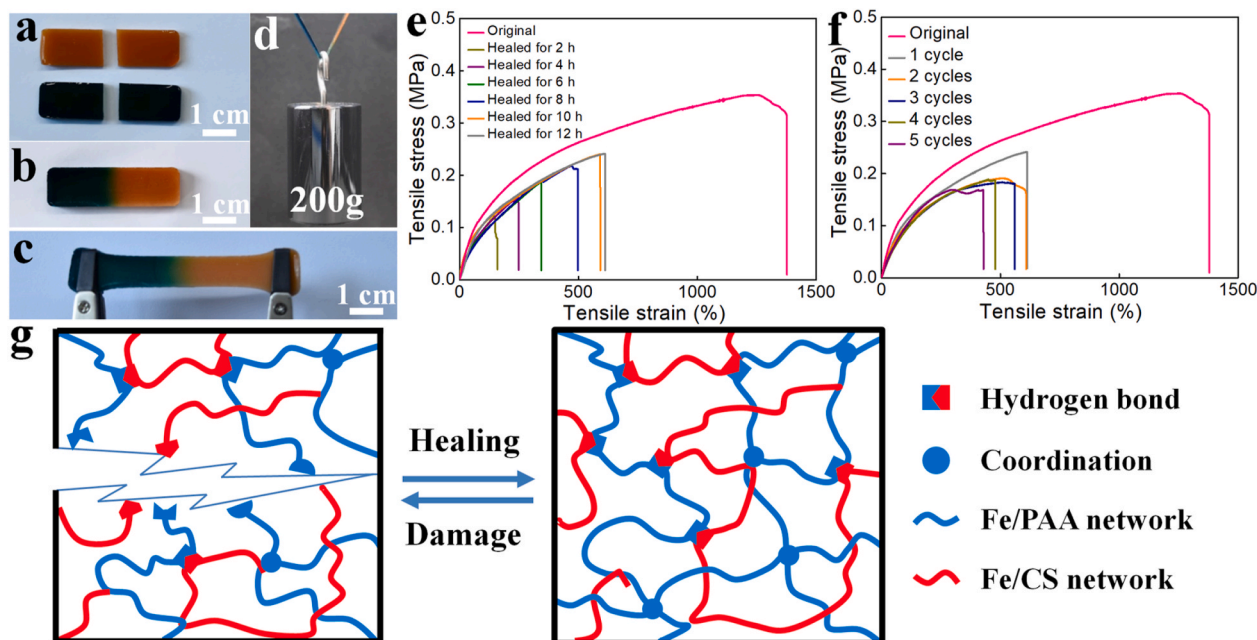 a
1 cm
b
1 cm
c
1 cm
d
200g
e
0.5
0.4
0.3
0.2
0.1
0.0
Tensile stress (MPa)
Original
Healed for 2 h
Healed for 4 h
Healed for 6 h
Healed for 8 h
Healed for 10 h
Healed for 12 h
0 500 1000 1500
Tensile strain (%)
f
0.5
0.4
0.3
0.2
0.1
0.0
Tensile stress (MPa)
Original
1 cycle
2 cycles
3 cycles
4 cycles
5 cycles
0 500 1000 1500
Tensile strain (%)
g
Healing
Damage
Hydrogen bond
Coordination
Fe/PAA network
Fe/CS network